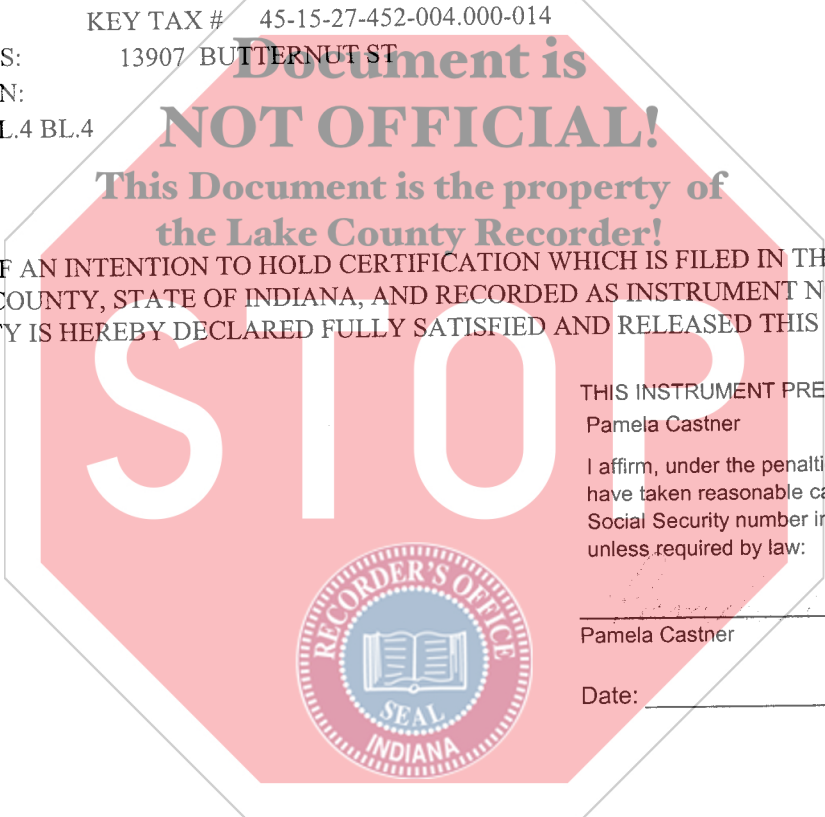 KEY TAX # 45-15-27-452-004.000-014
S: 13907 BUTTERNUT ST
N:
L.4 BL.4
Document is
NOT OFFICIAL!
This Document is the property of
the Lake County Recorder!
F AN INTENTION TO HOLD CERTIFICATION WHICH IS FILED IN TH
COUNTY, STATE OF INDIANA, AND RECORDED AS INSTRUMENT N
TY IS HEREBY DECLARED FULLY SATISFIED AND RELEASED THIS
STOP
THIS INSTRUMENT PRE
Pamela Castner
I affirm, under the penalti
have taken reasonable ca
Social Security number in
unless required by law:
Pamela Castner
Date:
RECORDER'S OFFICE
SEAL
INDIANA